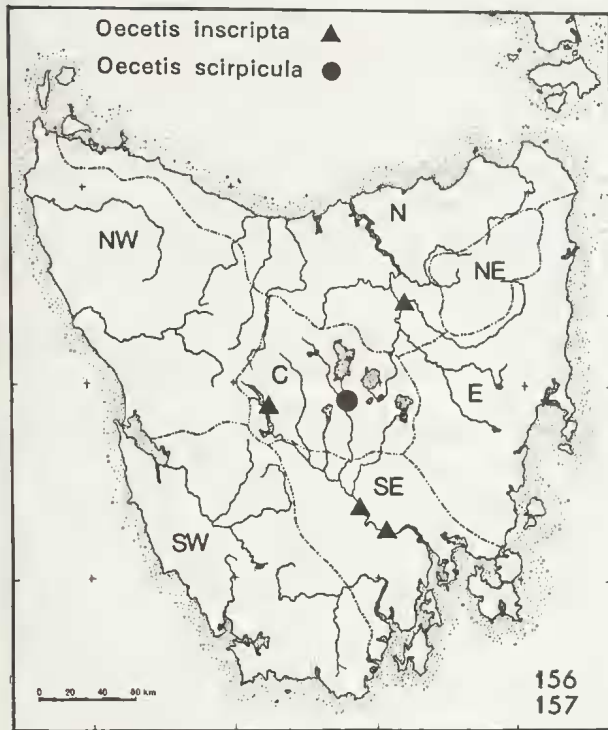 Oecetis inscripta ▲
Oecetis scirpicula ●
N
NW
NE
C
E
SE
SW
0 20 40 60 km
156
157